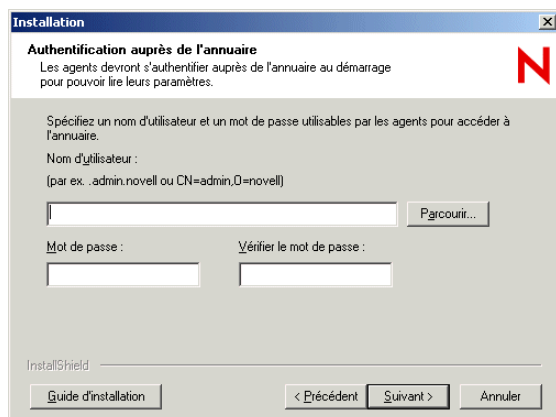 Installation
Authentification auprès de l'annuaire
Les agents devront s'authentifier auprès de l'annuaire au démarrage
pour pouvoir lire leurs paramètres.
N
Spécifiez un nom d'utilisateur et un mot de passe utilisables par les agents pour accéder à
l'annuaire.
Nom d'utilisateur :
(par ex. .admin.novell ou CN=admin,O=novell)
Parcourir...
Mot de passe :
Vérifier le mot de passe :
InstallShield
Guide d'installation
< Précédent
Suivant >
Annuler